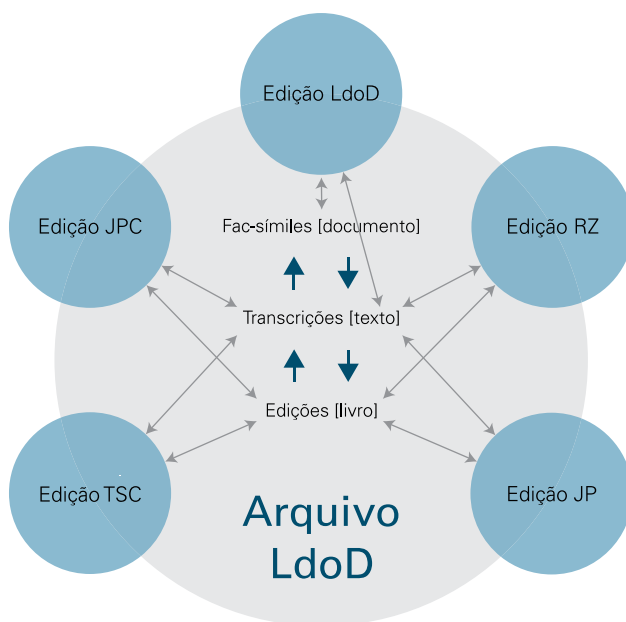 Edição LdoD
Edição JPC
Fac-símiles [documento]
Edição RZ
Transcrições [texto]
Edições [livro]
Edição TSC
Edição JP
Arquivo
LdoD